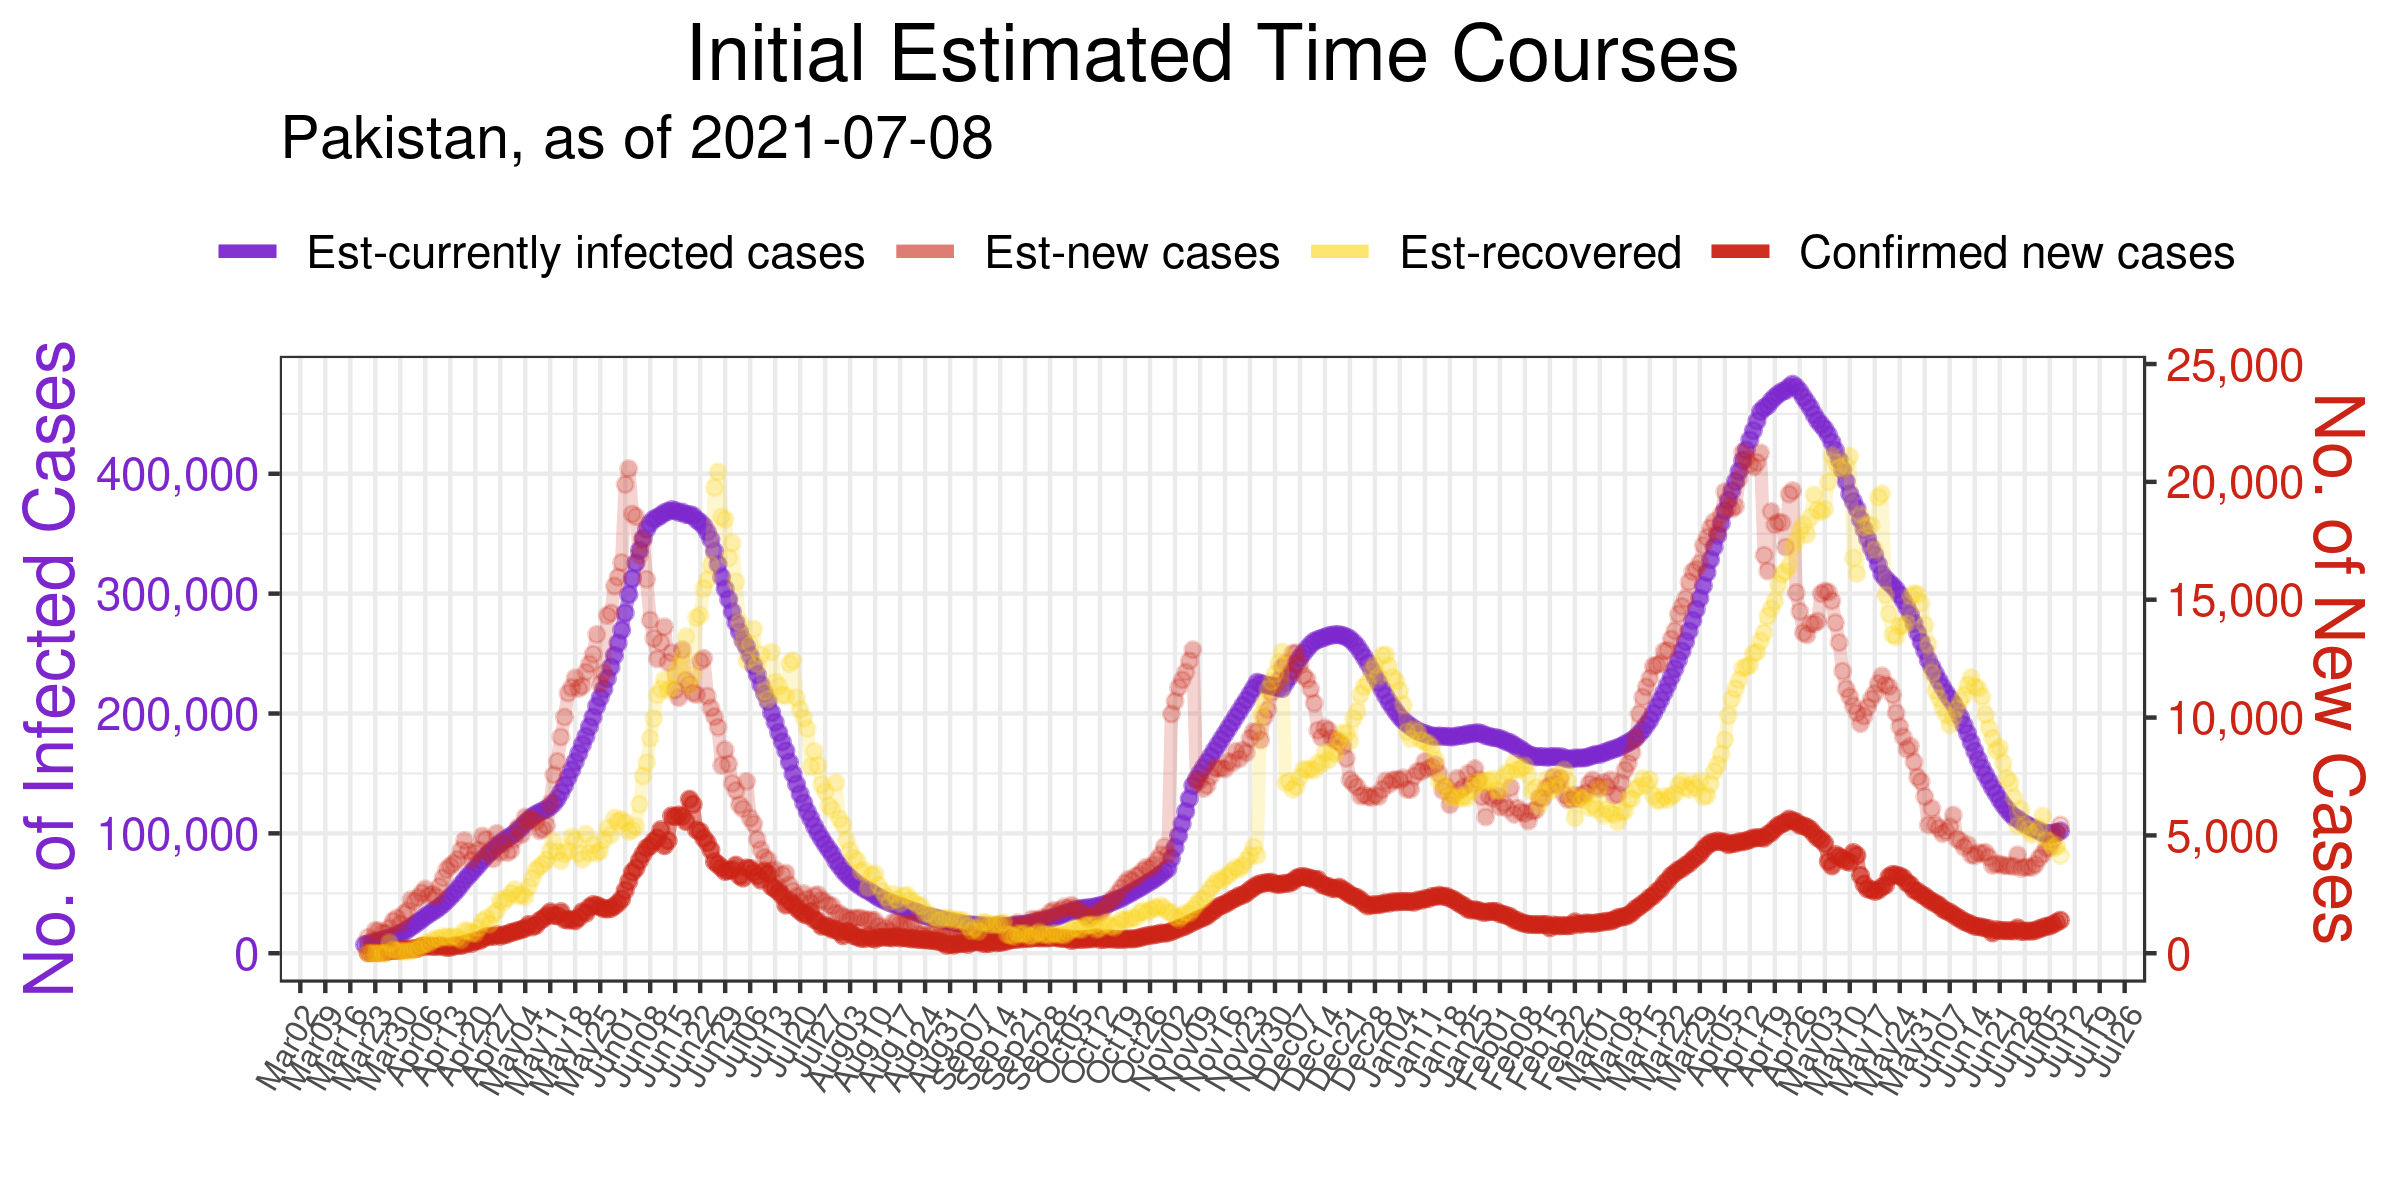 Initial Estimated Time Courses
Pakistan, as of 2021-07-08
Est-currently infected cases Est-new cases Est-recovered Confirmed new cases
No. of Infected Cases
400,000
300,000
200,000
100,000
0
25,000
20,000
15,000
10,000
5,000
0
No. of New Cases
Mar02 Mar09 Mar16 Mar23 Mar30 Apr06 Apr13 Apr20 Apr27 May04 May11 May18 May25 Jun01 Jun08 Jun15 Jun22 Jun29 Jul06 Jul13 Jul20 Jul27 Aug03 Aug10 Aug17 Aug24 Aug31 Sep07 Sep14 Sep21 Sep28 Oct05 Oct12 Oct19 Oct26 Nov02 Nov09 Nov16 Nov23 Nov30 Dec07 Dec14 Dec21 Dec28 Jan04 Jan11 Jan18 Jan25 Feb01 Feb08 Feb15 Feb22 Mar01 Mar08 Mar15 Mar22 Mar29 Apr05 Apr12 Apr19 Apr26 May03 May10 May17 May24 May31 Jun07 Jun14 Jun21 Jun28 Jul05 Jul12 Jul19 Jul26